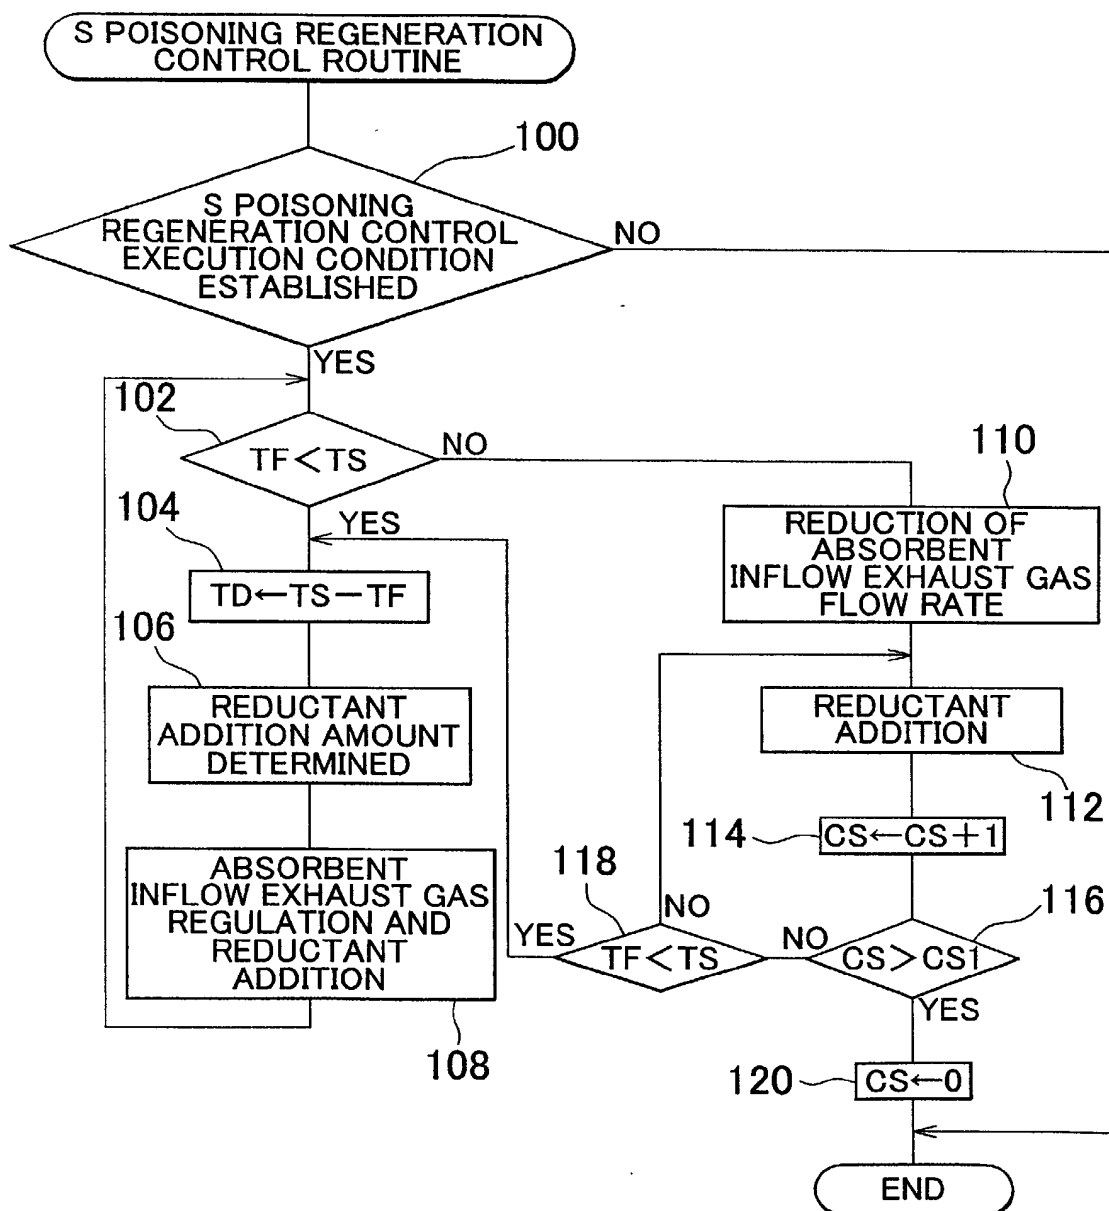 S POISONING REGENERATION
CONTROL ROUTINE
100
S POISONING
REGENERATION CONTROL
EXECUTION CONDITION
ESTABLISHED
NO
YES
102
TF<TS
NO
YES
104
TD←TS−TF
106
REDUCTANT
ADDITION AMOUNT
DETERMINED
ABSORBENT
INFLOW EXHAUST GAS
REGULATION AND
REDUCTANT
ADDITION
108
110
REDUCTION OF
ABSORBENT
INFLOW EXHAUST GAS
FLOW RATE
REDUCTANT
ADDITION
112
114
CS←CS+1
116
CS>CS1
NO
YES
118
TF<TS
NO
YES
120
CS←0
END